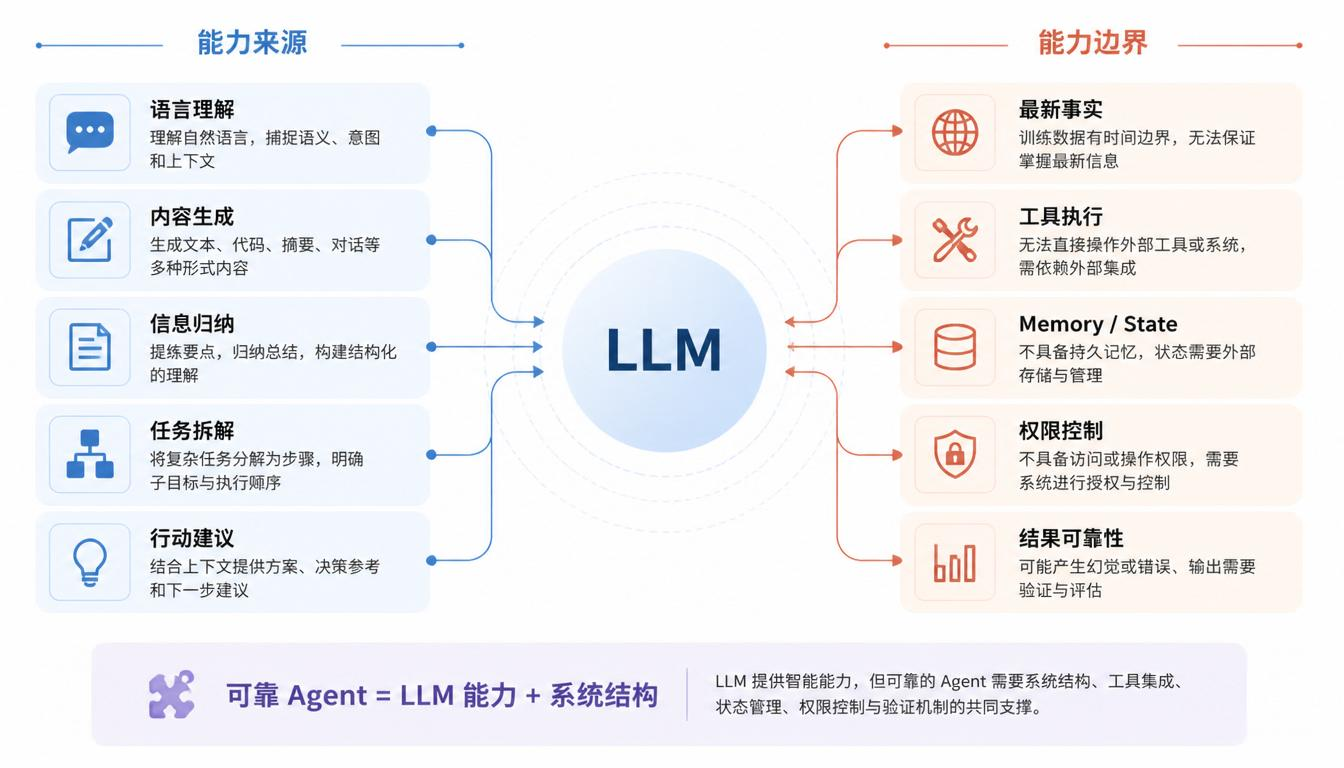 能力来源
语言理解
理解自然语言，捕捉语义、意图
和上下文
内容生成
生成文本、代码、摘要、对话等
多种形式内容
信息归纳
提练要点，归纳总结，构建结构化
的理解
任务拆解
将复杂任务分解为步骤，明确
子目标与执行顺序
行动建议
结合上下文提供方案、决策参考
和下一步建议
LLM
能力边界
最新事实
训练数据有时间边界，无法保证
掌握最新信息
工具执行
无法直接操作外部工具或系统，
需依赖外部集成
Memory / State
不具备持久记忆，状态需要外部
存储与管理
权限控制
不具备访问或操作权限，需要
系统进行授权与控制
结果可靠性
可能产生幻觉或错误、输出需要
验证与评估
可靠 Agent = LLM 能力 + 系统结构
LLM 提供智能能力，但可靠的 Agent 需要系统结构、工具集成、
状态管理、权限控制与验证机制的共同支撑。